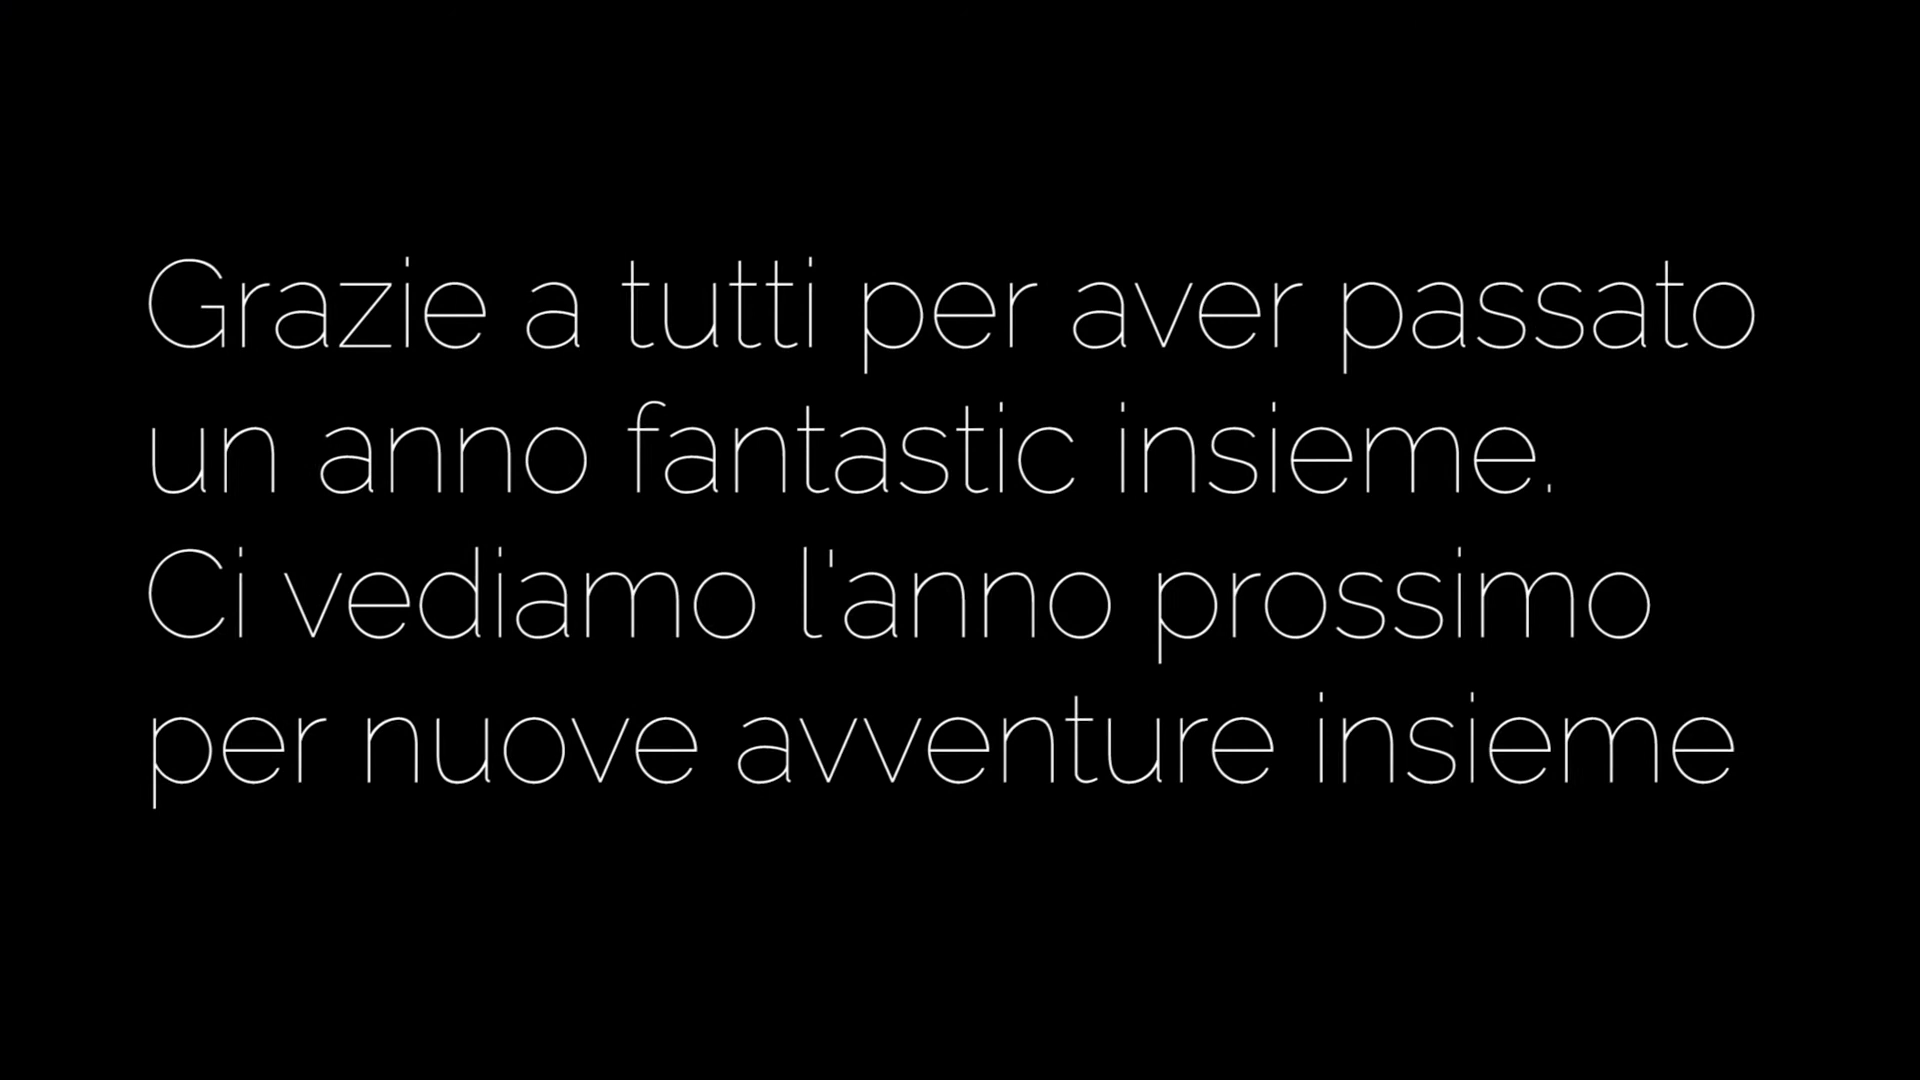 Grazie a tutti per aver passato
un anno fantastic insieme.
Ci vediamo l'anno prossimo
per nuove avventure insieme